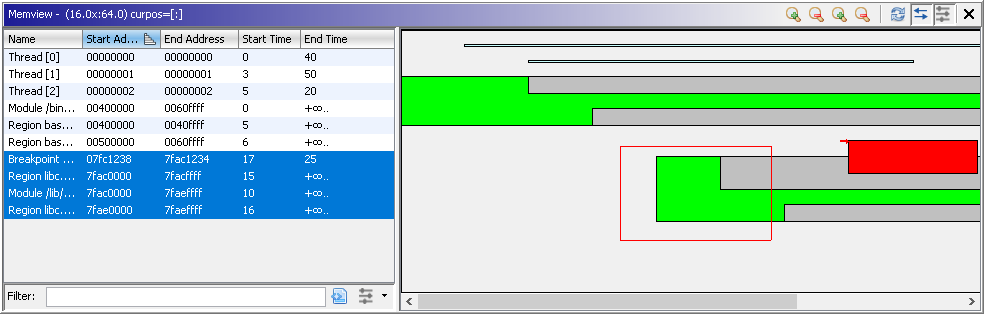 Memview - (16.0x:64.0) curpos=[:]
Name Start Ad... End Address Start Time End Time
Thread [0] 00000000 00000000 0 40
Thread [1] 00000001 00000001 3 50
Thread [2] 00000002 00000002 5 20
Module /bin... 00400000 0060ffff 0 +∞..
Region bas... 00400000 0040ffff 5 +∞..
Region bas... 00500000 0060ffff 6 +∞..
Breakpoint ... 07fc1238 7fac1234 17 25
Region libc.... 7fac0000 7facffff 15 +∞..
Module /lib/... 7fac0000 7faeffff 10 +∞..
Region libc.... 7fae0000 7faeffff 16 +∞..
Filter: